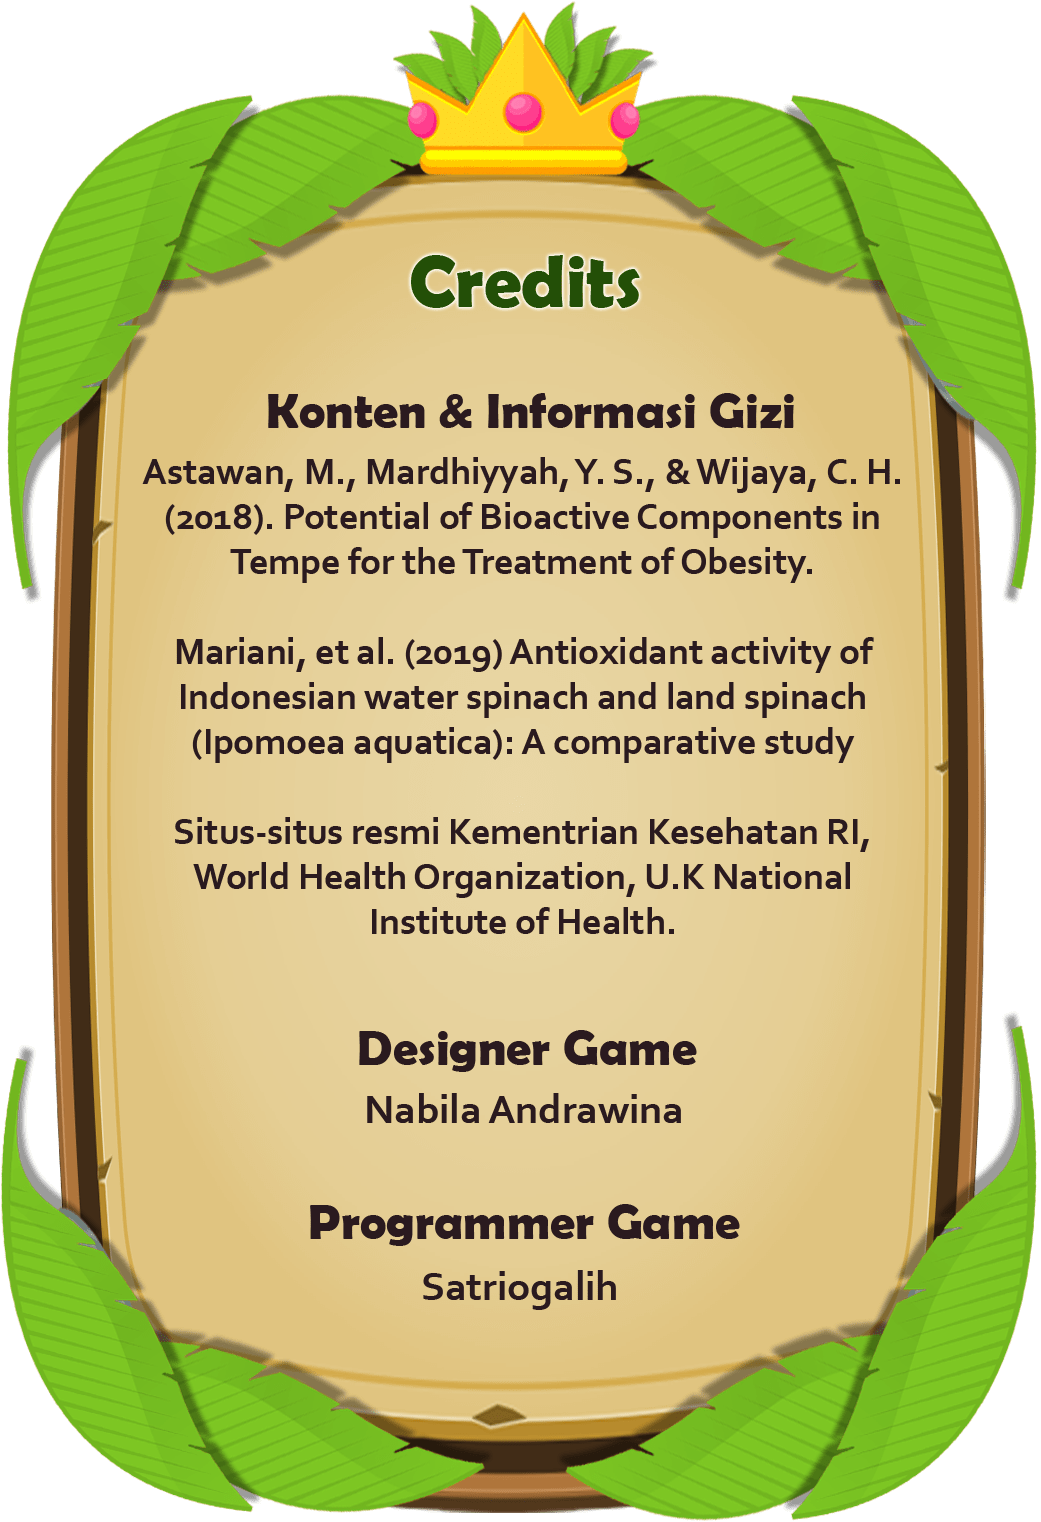 Credits
Konten & Informasi Gizi
Astawan, M., Mardhiyyah, Y. S., & Wijaya, C. H.
(2018). Potential of Bioactive Components in
Tempe for the Treatment of Obesity.
Mariani, et al. (2019) Antioxidant activity of
Indonesian water spinach and land spinach
(Ipomoea aquatica): A comparative study
Situs-situs resmi Kementrian Kesehatan RI,
World Health Organization, U.K National
Institute of Health.
Designer Game
Nabila Andrawina
Programmer Game
Satriogalih